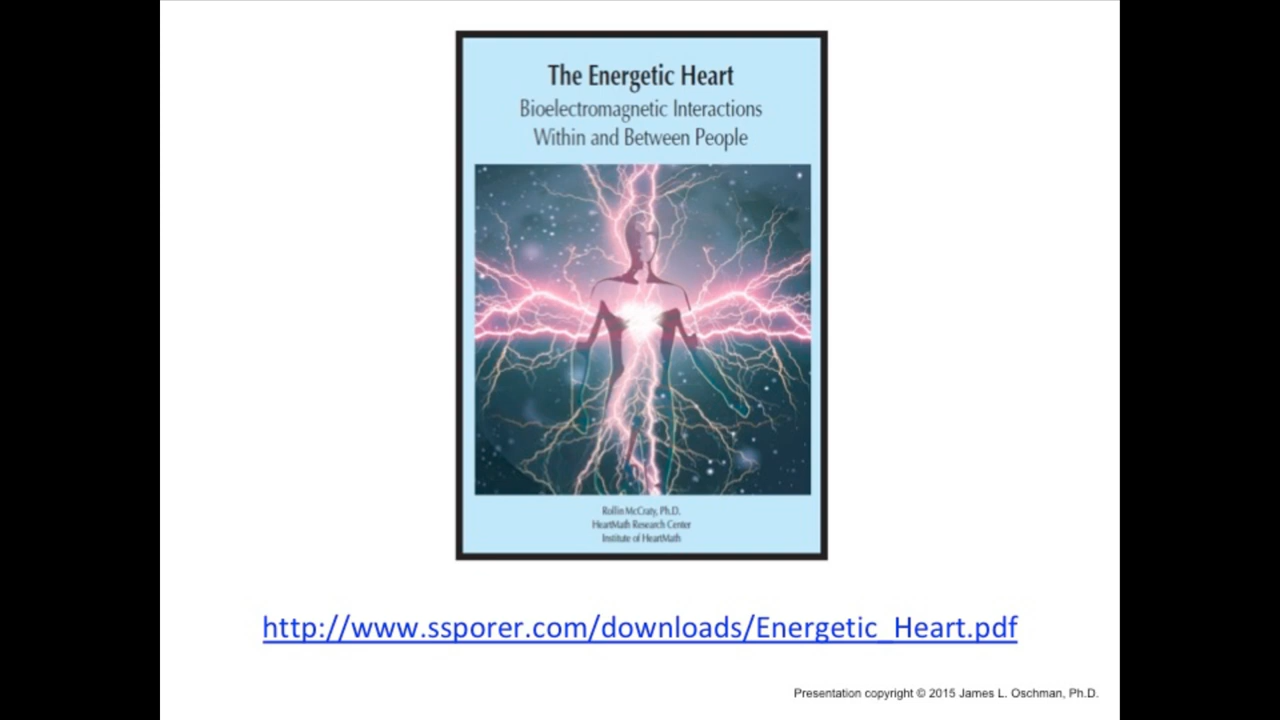 The Energetic Heart
Bioelectromagnetic Interactions
Within and Between People
Rollin McCraty, Ph.D.
HeartMath Research Center
Institute of HeartMath
http://www.ssporer.com/downloads/Energetic_Heart.pdf
Presentation copyright © 2015 James L. Oschman, Ph.D.